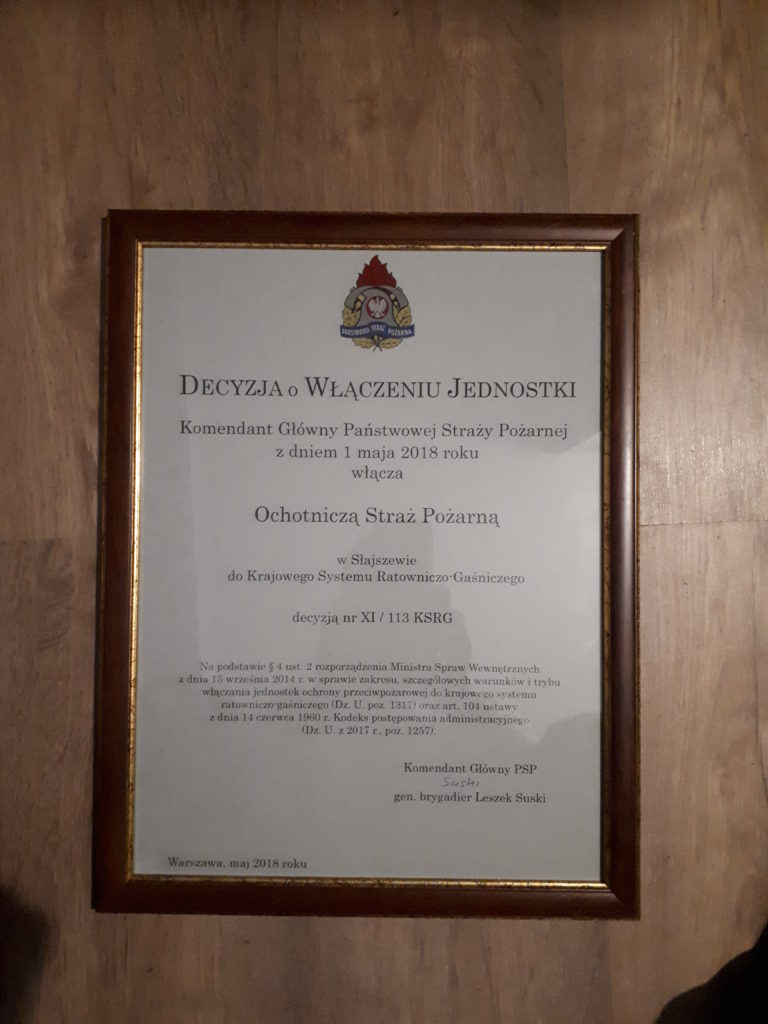 PAŃSTWOWA STRAŻ POŻARNA
DECYZJA O WŁĄCZENIU JEDNOSTKI
Komendant Główny Państwowej Straży Pożarnej
z dniem 1 maja 2018 roku
włącza
Ochotniczą Straż Pożarną
w Słajszewie
do Krajowego Systemu Ratowniczo-Gaśniczego
decyzją nr XI / 113 KSRG
Na podstawie § 4 ust. 2 rozporządzenia Ministra Spraw Wewnętrznych
z dnia 15 września 2014 r. w sprawie zakresu, szczegółowych warunków i trybu
włączania jednostek ochrony przeciwpożarowej do krajowego systemu
ratowniczo-gaśniczego (Dz. U. poz. 1317) oraz art. 104 ustawy
z dnia 14 czerwca 1960 r. Kodeks postępowania administracyjnego
(Dz. U. z 2017 r., poz. 1257).
Komendant Główny PSP
Suski
gen. brygadier Leszek Suski
Warszawa, maj 2018 roku